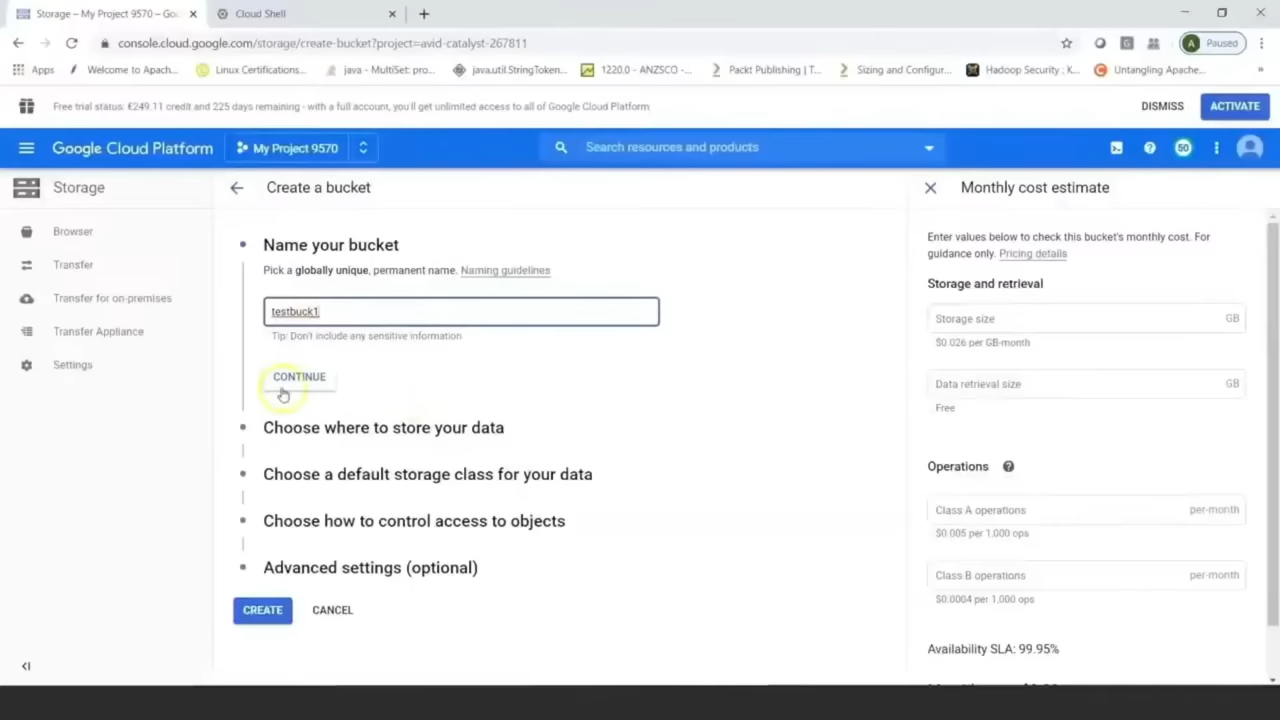 Storage – My Project 9570 – Go
Cloud Shell
console.cloud.google.com/storage/create-bucket?project=avid-catalyst-267811
A Paused
Apps
Welcome to Apach...
Linux Certifications...
java - MultiSet: pro...
java.util.StringToken...
1220.0 - ANZSCO -...
Packt Publishing | T...
Sizing and Configur...
Hadoop Security : K...
Untangling Apache...
»
Free trial status: €249.11 credit and 225 days remaining - with a full account, you'll get unlimited access to all of Google Cloud Platform
DISMISS
ACTIVATE
Google Cloud Platform
My Project 9570
Search resources and products
50
Storage
Browser
Transfer
Transfer for on-premises
Transfer Appliance
Settings
Create a bucket
Name your bucket
Pick a globally unique, permanent name. Naming guidelines
testbuck1
Tip: Don't include any sensitive information
CONTINUE
Choose where to store your data
Choose a default storage class for your data
Choose how to control access to objects
Advanced settings (optional)
CREATE
CANCEL
Monthly cost estimate
Enter values below to check this bucket's monthly cost. For
guidance only. Pricing details
Storage and retrieval
Storage size GB
$0.026 per GB-month
Data retrieval size GB
Free
Operations
Class A operations per-month
$0.005 per 1,000 ops
Class B operations per-month
$0.0004 per 1,000 ops
Availability SLA: 99.95%